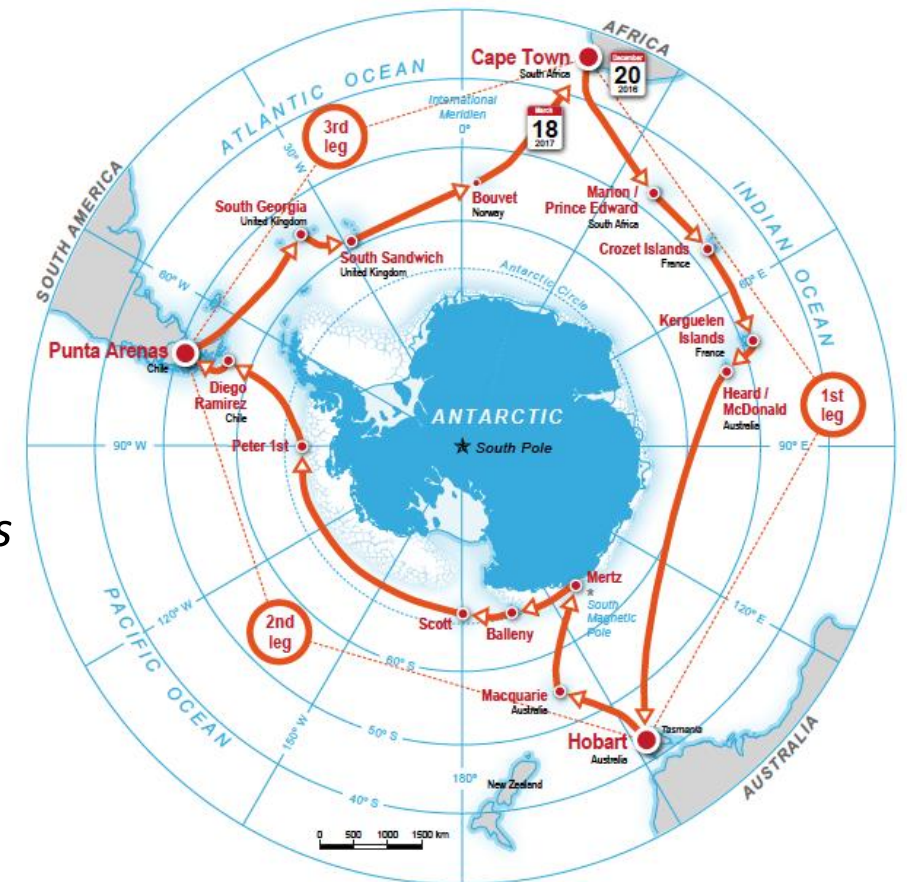 AFRICA
Cape Town
South Africa
December
20
2016
ATLANTIC OCEAN
International
Meridien
0°
3rd
leg
March
18
2017
30° W
INDIAN OCEAN
SOUTH AMERICA
South Georgia
United Kingdom
Bouvet
Norway
Marion /
Prince Edward
South Africa
South Sandwich
United Kingdom
Crozet Islands
France
60° W
Antarctic Circle
60° E
Kerguelen
Islands
France
Punta Arenas
Chile
Diego
Ramirez
Chile
Heard /
McDonald
Australia
1st
leg
ANTARCTIC
90° W
Peter 1st
South Pole
90° E
s
Mertz
South
Magnetic
Pole
120° W
120° E
Scott
Balleny
2nd
leg
PACIFIC OCEAN
60° S
Macquarie
Australia
150° W
50° S
Hobart
Australia
Tasmania
AUSTRALIA
180°
New Zealand
40° S
0 500 1000 1500 km